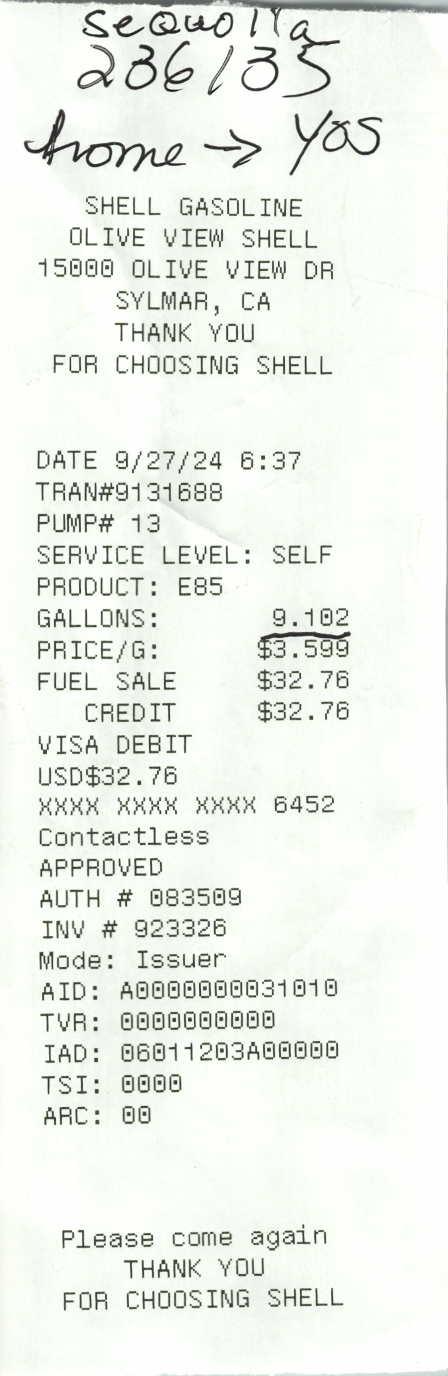 sequoiia
236135
home → YOS
SHELL GASOLINE
OLIVE VIEW SHELL
15000 OLIVE VIEW DR
SYLMAR, CA
THANK YOU
FOR CHOOSING SHELL
DATE 9/27/24 6:37
TRAN#9131688
PUMP# 13
SERVICE LEVEL: SELF
PRODUCT: E85
GALLONS: 9.102
PRICE/G: $3.599
FUEL SALE $32.76
CREDIT $32.76
VISA DEBIT
USD$32.76
XXXX XXXX XXXX 6452
Contactless
APPROVED
AUTH # 083509
INV # 923326
Mode: Issuer
AID: A0000000031010
TVR: 0000000000
IAD: 06011203A00000
TSI: 0000
ARC: 00
Please come again
THANK YOU
FOR CHOOSING SHELL